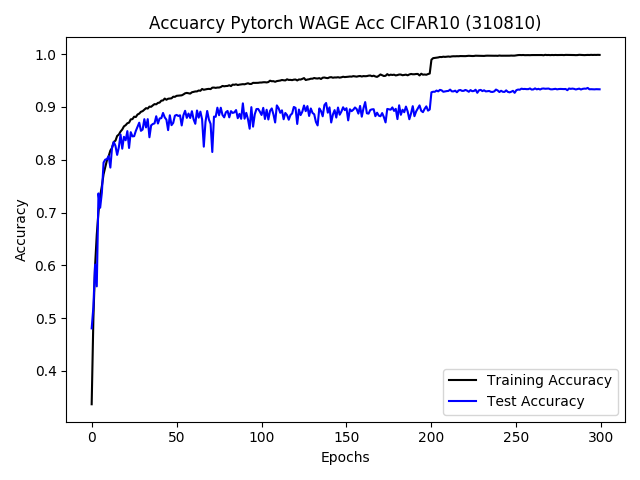 Accuarcy Pytorch WAGE Acc CIFAR10 (310810)
1.0
0.9
0.8
0.7
0.6
0.5
0.4
Accuracy
0 50 100 150 200 250 300
Epochs
Training Accuracy
Test Accuracy